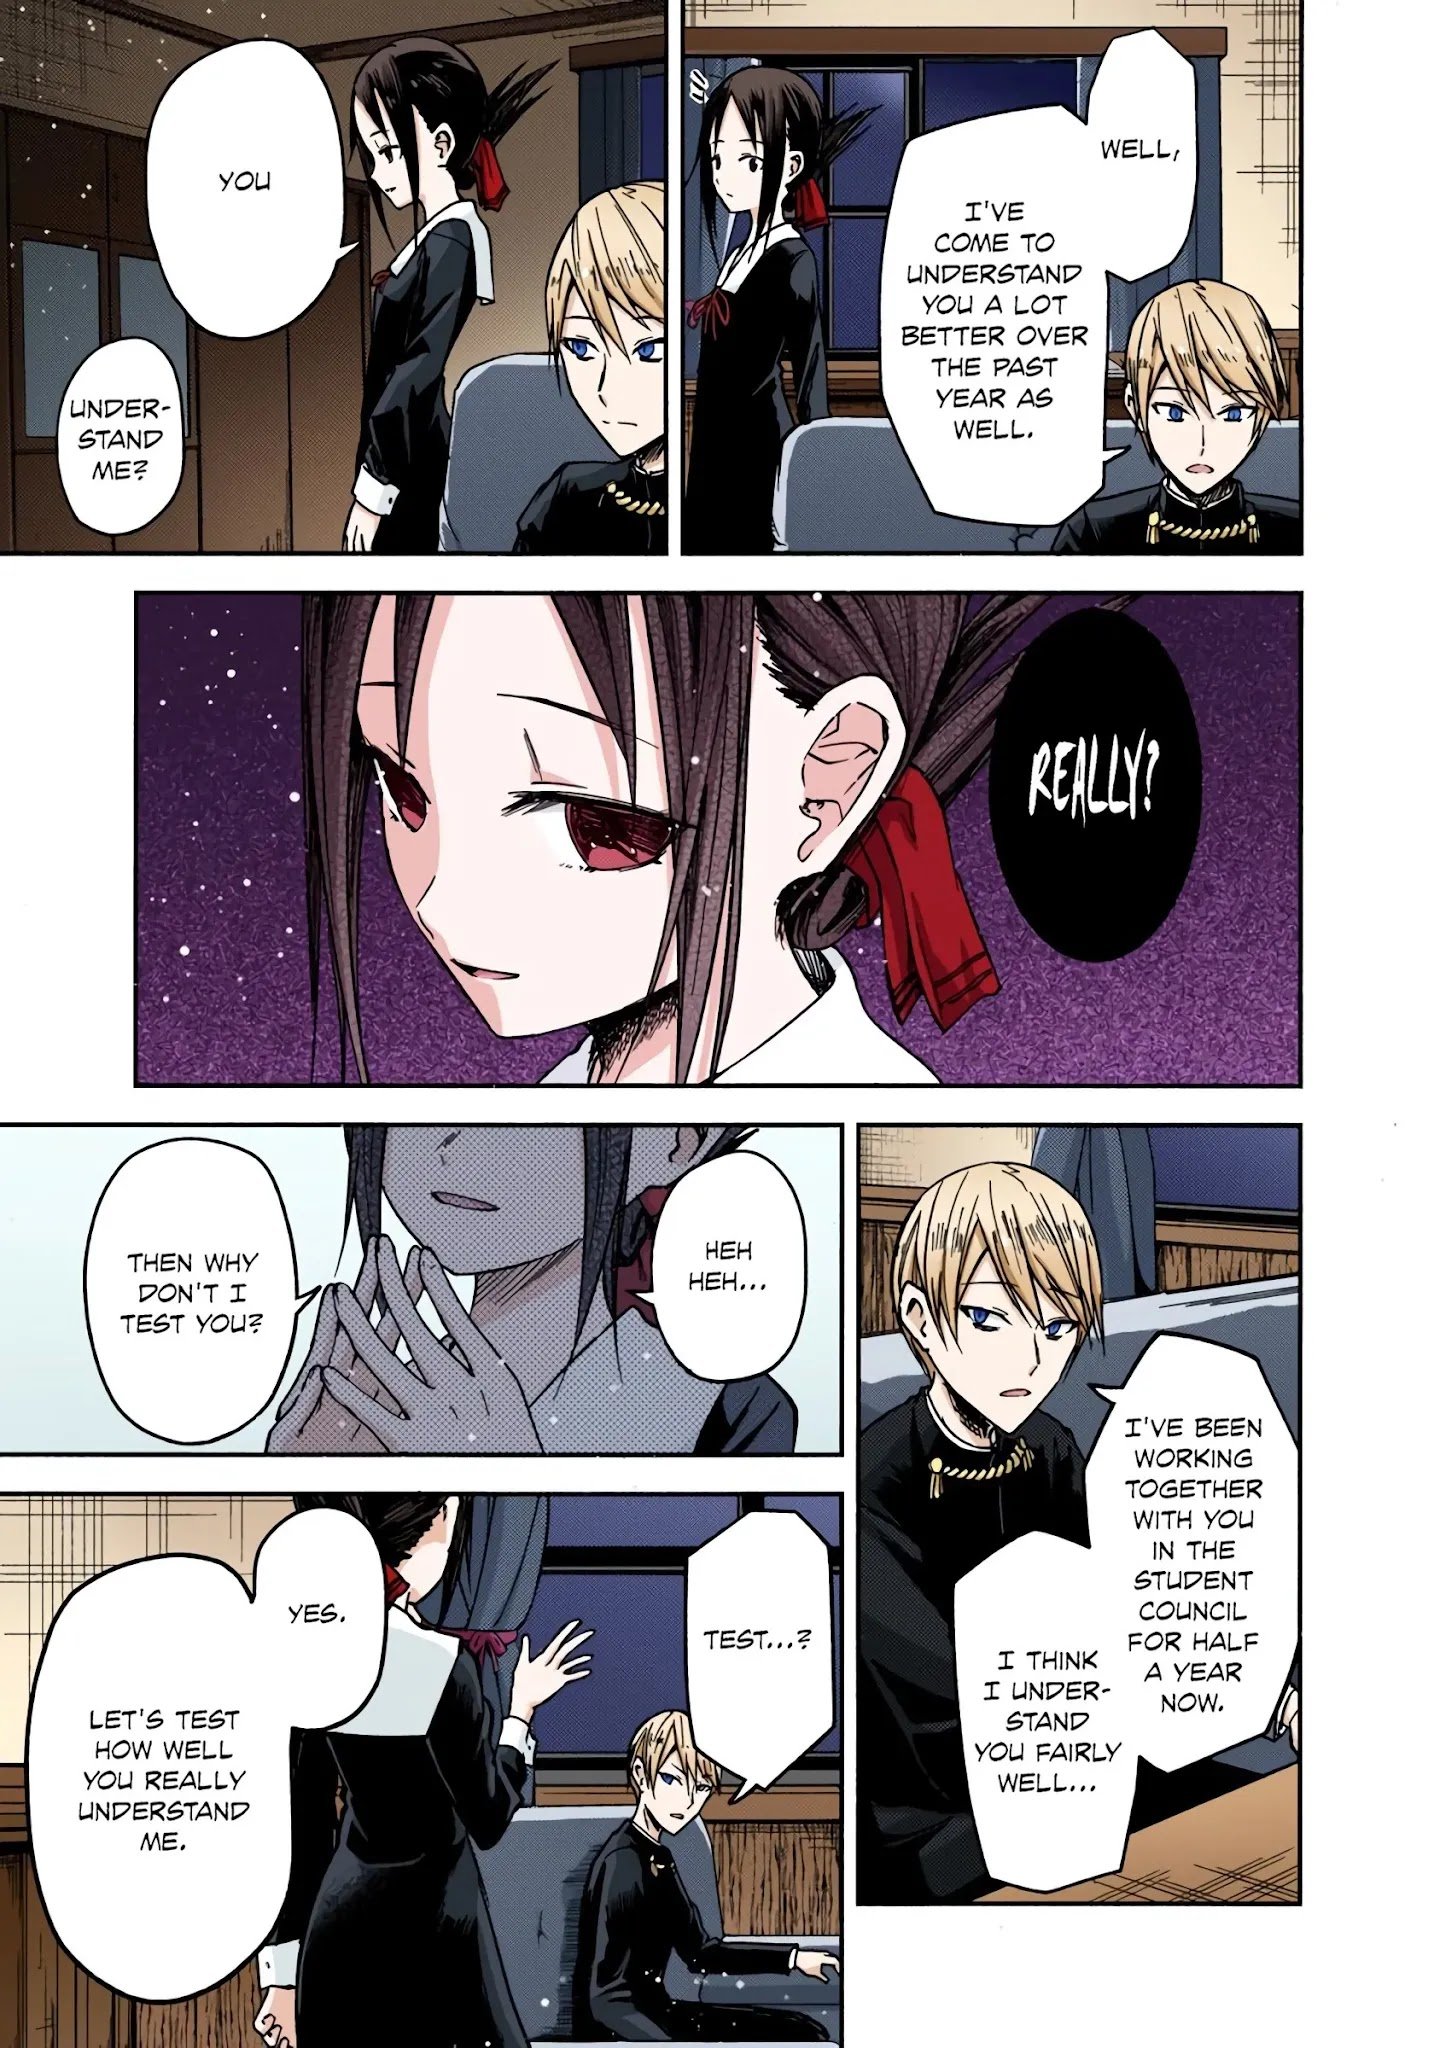 WELL,
I'VE
COME TO
UNDERSTAND
YOU A LOT
BETTER OVER
THE PAST
YEAR AS
WELL.
YOU
UNDER-
STAND
ME?
REALLY?
I'VE BEEN
WORKING
TOGETHER
WITH YOU
IN THE
STUDENT
COUNCIL
FOR HALF
A YEAR
NOW.
I THINK
I UNDER-
STAND
YOU FAIRLY
WELL...
HEH
HEH...
THEN WHY
DON'T I
TEST YOU?
TEST...?
YES.
LET'S TEST
HOW WELL
YOU REALLY
UNDERSTAND
ME.